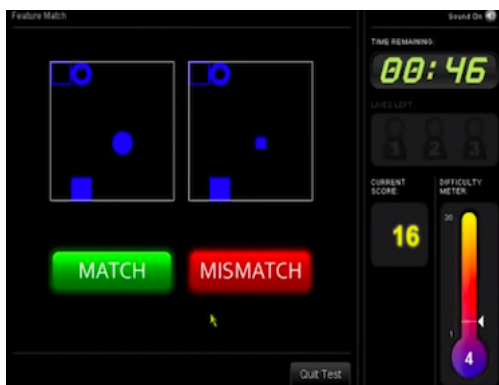 Feature Match
Sound On
TIME REMAINING:
00:46
LIVES LEFT:
1 2 3
CURRENT SCORE:
16
DIFFICULTY METER:
36
1
4
MATCH
MISMATCH
Quit Test